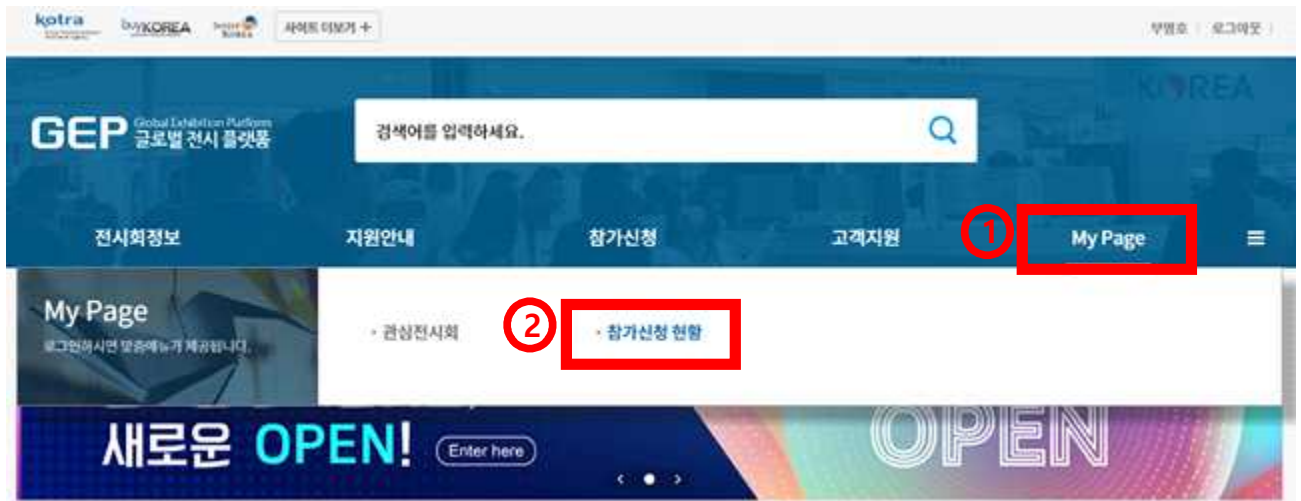 kotra
buyKOREA
사이트 더보기 +
로그아웃
KOREA
GEP Global Exhibition Platform
글로벌 전시 플랫폼
검색어를 입력하세요.
전시회정보 지원안내 참가신청 고객지원 ① My Page
My Page
로그인하시면 맞춤메뉴가 제공됩니다.
· 관심전시회 ② · 참가신청 현황
새로운 OPEN! Enter here
OPEN